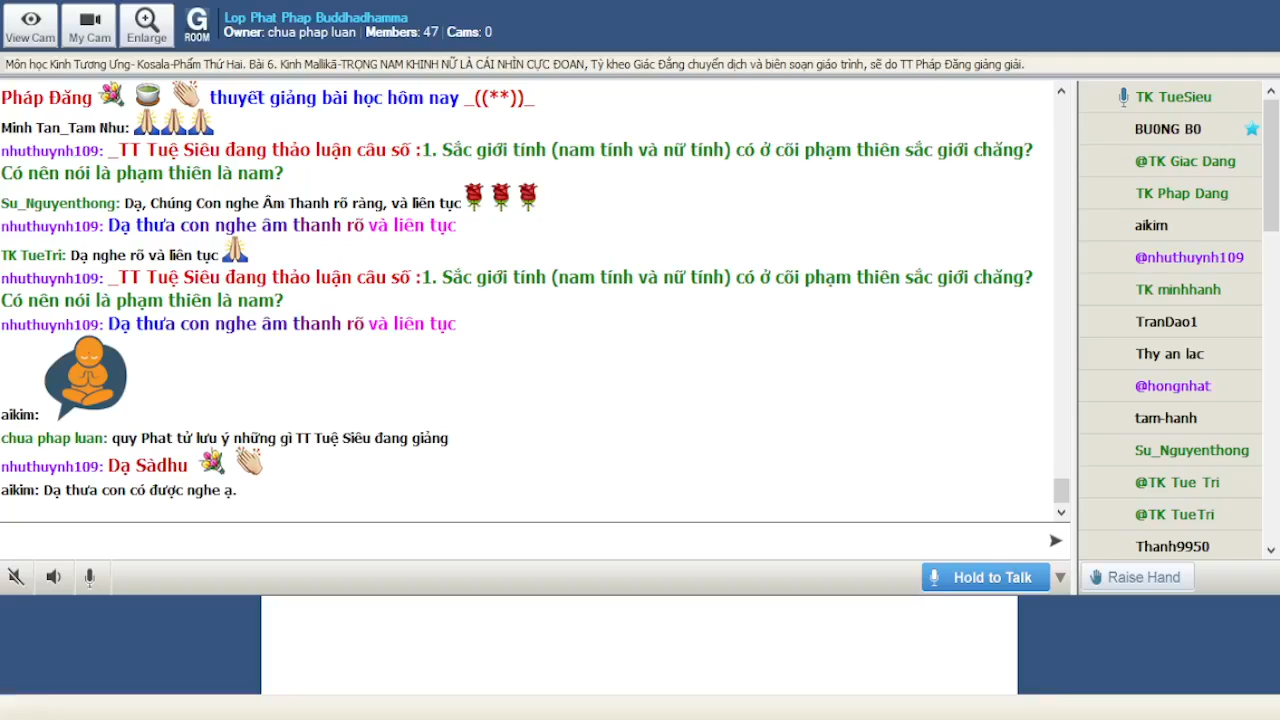 View Cam
My Cam
Enlarge
G
ROOM
Lop Phat Phap Buddhadhamma
Owner: chua phap luan | Members: 47 | Cams: 0
Môn học Kinh Tương Ưng- Kosala-Phẩm Thứ Hai. Bài 6. Kinh Mallikā-TRỌNG NAM KHINH NỮ LÀ CÁI NHÌN CỰC ĐOAN, Tỳ kheo Giác Đẳng chuyển dịch và biên soạn giáo trình, sẽ do TT Pháp Đăng giảng giải.
Pháp Đăng thuyết giảng bài học hôm nay _((**))_
Minh Tan_Tam Nhu:
nhuthuynh109: _TT Tuệ Siêu đang thảo luận câu số :1. Sắc giới tính (nam tính và nữ tính) có ở cõi phạm thiên sắc giới chăng?
Có nên nói là phạm thiên là nam?
Su_Nguyenthong: Dạ, Chúng Con nghe Âm Thanh rõ ràng, và liên tục
nhuthuynh109: Dạ thưa con nghe âm thanh rõ và liên tục
TK TueTri: Dạ nghe rõ và liên tục
nhuthuynh109: _TT Tuệ Siêu đang thảo luận câu số :1. Sắc giới tính (nam tính và nữ tính) có ở cõi phạm thiên sắc giới chăng?
Có nên nói là phạm thiên là nam?
nhuthuynh109: Dạ thưa con nghe âm thanh rõ và liên tục
aikim:
chua phap luan: quy Phat tử lưu ý những gì TT Tuệ Siêu đang giảng
nhuthuynh109: Dạ Sàdhu
aikim: Dạ thưa con có được nghe ạ.
TK TueSieu
BU0NG B0
@TK Giac Dang
TK Phap Dang
aikim
@nhuthuynh109
TK minhhanh
TranDao1
Thy an lac
@hongnhat
tam-hanh
Su_Nguyenthong
@TK Tue Tri
@TK TueTri
Thanh9950
Hold to Talk
Raise Hand